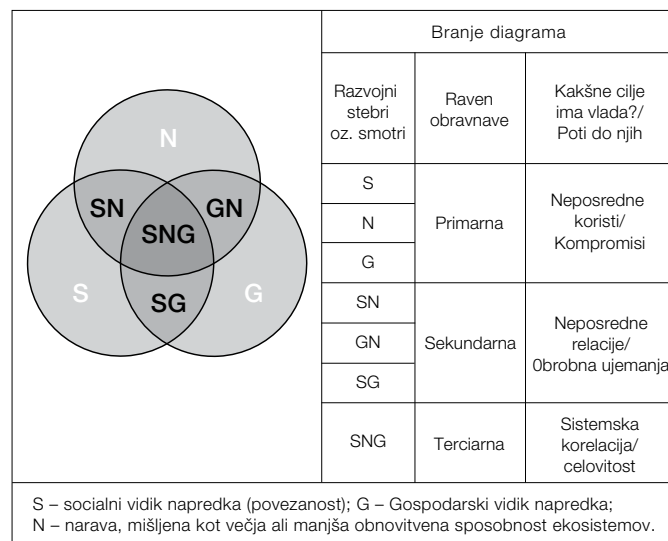 N
SN
GN
SNG
S
SG
G
Branje diagrama
Razvojni
stebri
oz. smotri
Raven
obravnave
Kakšne cilje
ima vlada?/
Poti do njih
S
N
G
Primarna
Neposredne
koristi/
Kompromisi
SN
GN
SG
Sekundarna
Neposredne
relacije/
0brobna ujemanja
SNG
Terciarna
Sistemska
korelacija/
celovitost
S – socialni vidik napredka (povezanost); G – Gospodarski vidik napredka;
N – narava, mišljena kot večja ali manjša obnovitvena sposobnost ekosistemov.